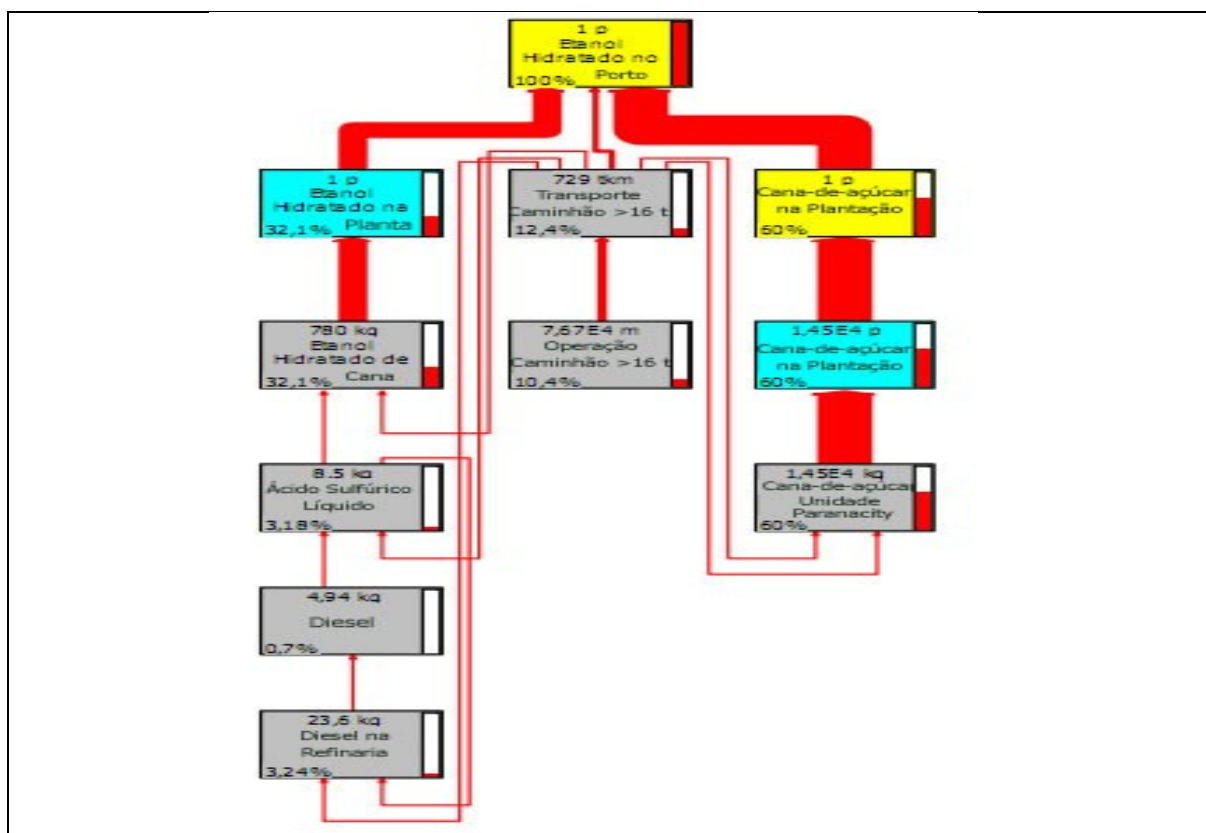 1 p
Etanol
Hidratado no
Porto
100%
1 p
Etanol
Hidratado na
Planta
32,1%
729 tkm
Transporte
Caminhão >16 t
12,4%
1 p
Cana-de-açúcar
na Plantação
60%
780 kg
Etanol
Hidratado de
Cana
32,1%
7,67E4 m
Operação
Caminhão >16 t
10,4%
1,45E4 p
Cana-de-açúcar
na Plantação
60%
8.5 kg
Ácido Sulfúrico
Líquido
3,18%
1,45E4 kg
Cana-de-açúcar
Unidade
Paranacity
60%
4,94 kg
Diesel
0,7%
23,6 kg
Diesel na
Refinaria
3,24%